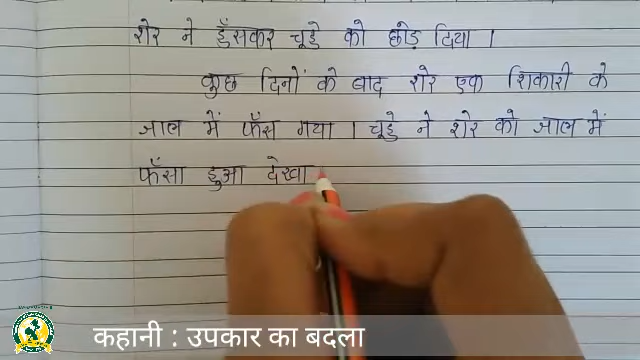 शेर ने हँसकर चूहे को छोड़ दिया ।
कुछ दिनों के बाद शेर एक शिकारी के
जाल में फँस गया । चूहे ने शेर को जाल में
फँसा हुआ देखा
कहानी : उपकार का बदला